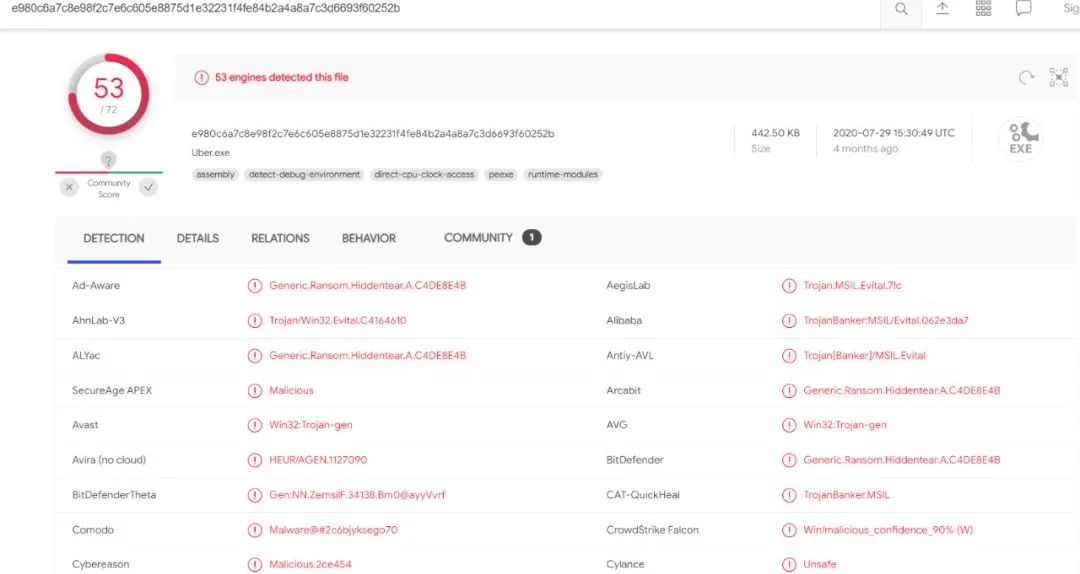 e980c6a7c8e98f2c7e6c605e8875d1e32231f4fe84b2a4a8a7c3d6693f60252b
Sig
53
/ 72
53 engines detected this file
e980c6a7c8e98f2c7e6c605e8875d1e32231f4fe84b2a4a8a7c3d6693f60252b
442.50 KB
2020-07-29 15:30:49 UTC
Uber.exe
Size
4 months ago
EXE
?
Community
Score
assembly detect-debug-environment direct-cpu-clock-access peexe runtime-modules
DETECTION DETAILS RELATIONS BEHAVIOR COMMUNITY 1
Ad-Aware Generic.Ransom.Hiddentear.A.C4DE8E4B AegisLab Trojan.MSIL.Evital.7!c
AhnLab-V3 Trojan/Win32.Evital.C4164610 Alibaba TrojanBanker:MSIL/Evital.062e3da7
ALYac Generic.Ransom.Hiddentear.A.C4DE8E4B Antiy-AVL Trojan[Banker]/MSIL.Evital
SecureAge APEX Malicious Arcabit Generic.Ransom.Hiddentear.A.C4DE8E4B
Avast Win32:Trojan-gen AVG Win32:Trojan-gen
Avira (no cloud) HEUR/AGEN.1127090 BitDefender Generic.Ransom.Hiddentear.A.C4DE8E4B
BitDefenderTheta Gen:NN.ZemsilF.34138.Bm0@ayyVvrf CAT-QuickHeal TrojanBanker.MSIL
Comodo Malware@#2c6bjyksego70 CrowdStrike Falcon Win/malicious_confidence_90% (W)
Cybereason Malicious.2ce454 Cylance Unsafe